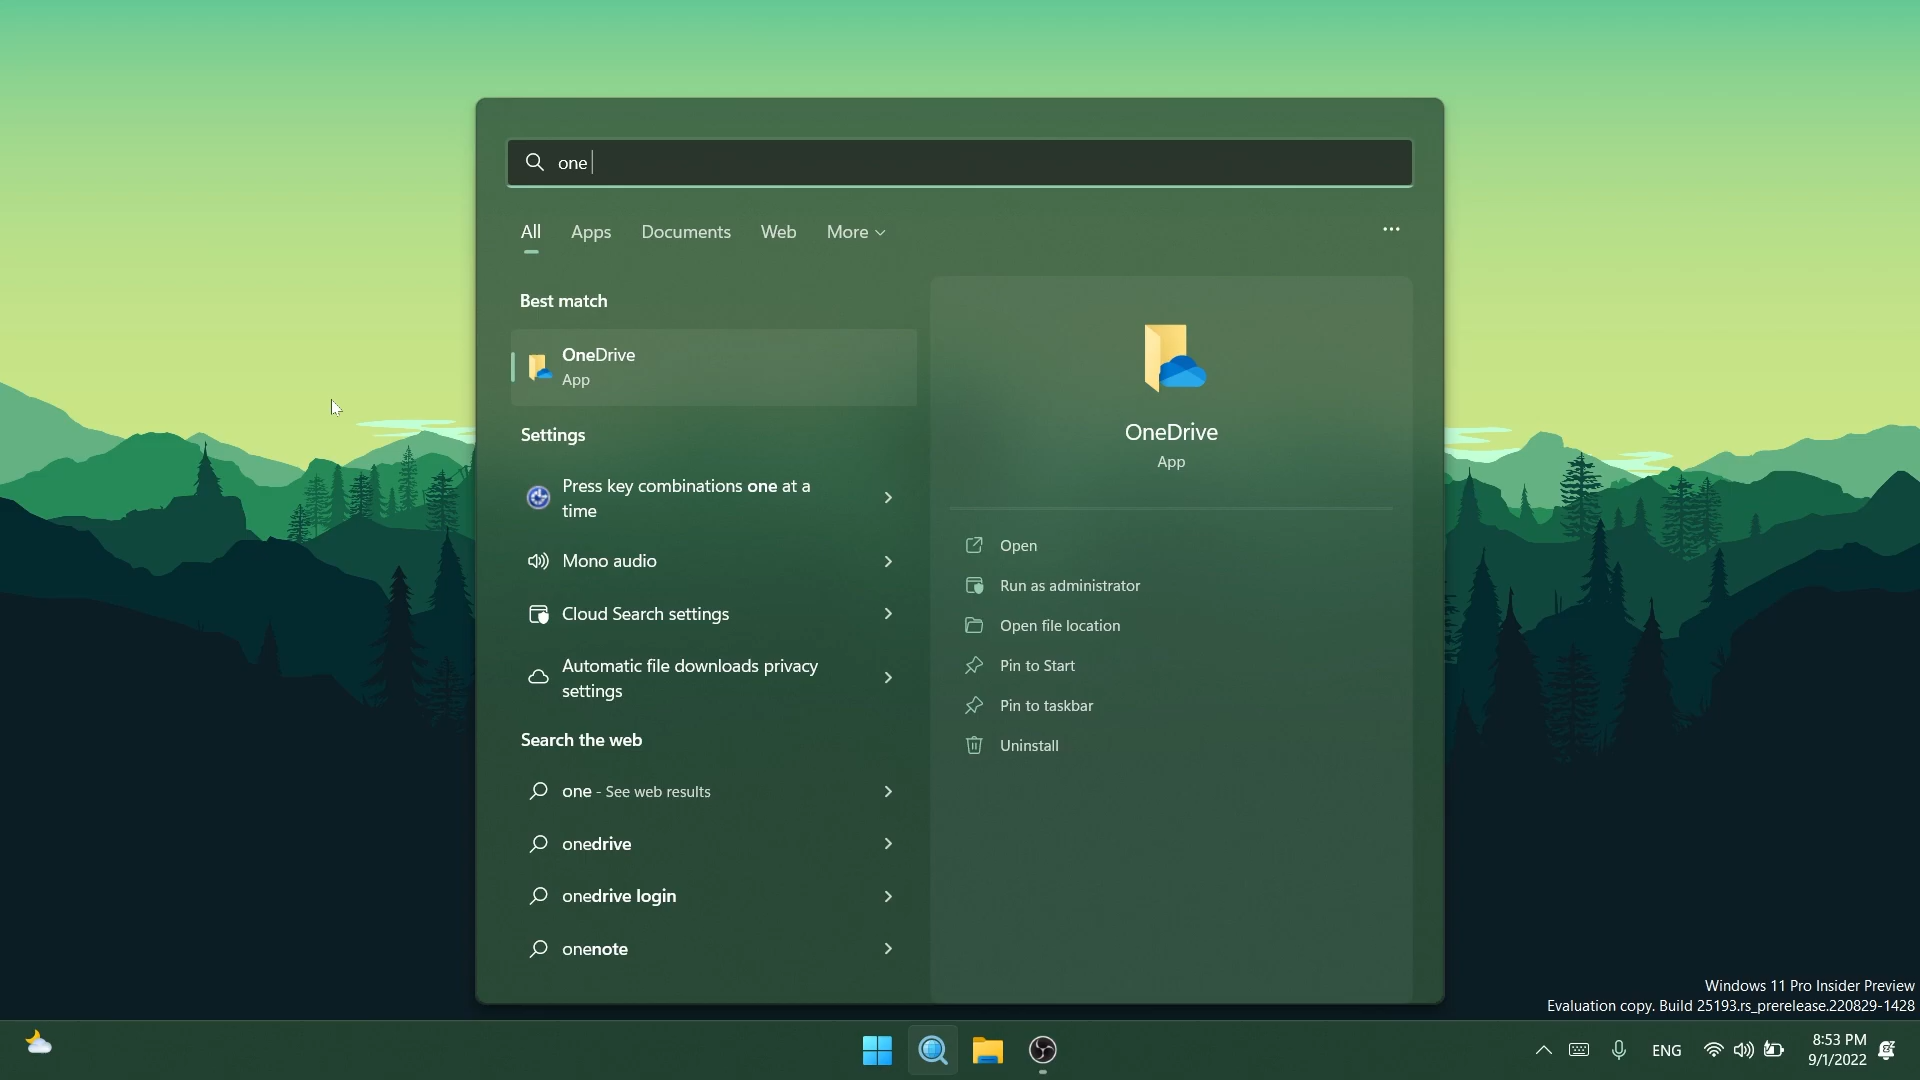 one
All Apps Documents Web More ...
Best match
OneDrive
App
Settings
Press key combinations one at a
time
Mono audio
Cloud Search settings
Automatic file downloads privacy
settings
Search the web
one - See web results
onedrive
onedrive login
onenote
OneDrive
App
Open
Run as administrator
Open file location
Pin to Start
Pin to taskbar
Uninstall
Windows 11 Pro Insider Preview
Evaluation copy. Build 25193.rs_prerelease.220829-1428
ENG
8:53 PM
9/1/2022